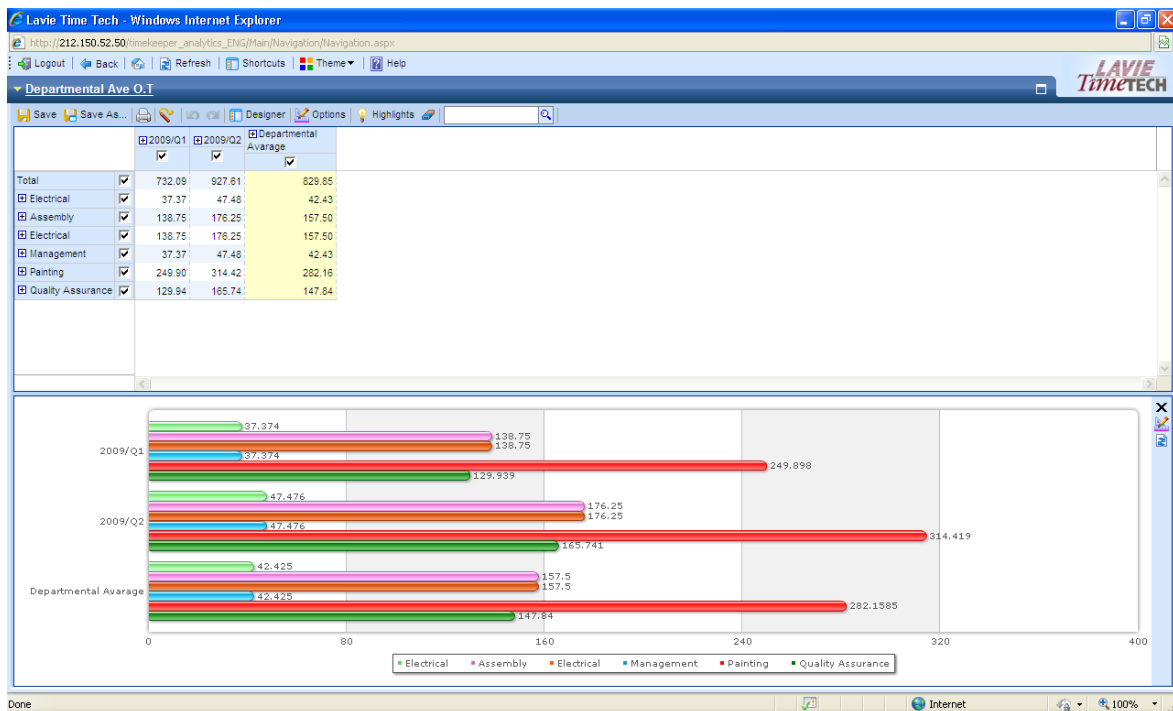 Lavie Time Tech - Windows Internet Explorer
http://212.150.52.50/timekeeper_analytics_ENG/Main/Navigation/Navigation.aspx
Logout Back Refresh Shortcuts Theme Help
LAVIE
TimeTECH
Departmental Ave O.T
Save Save As... Designer Options Highlights
2009/Q1 2009/Q2 Departmental
Avarage
Total 732.09 927.61 829.85
Electrical 37.37 47.48 42.43
Assembly 138.75 176.25 157.50
Electrical 138.75 176.25 157.50
Management 37.37 47.48 42.43
Painting 249.90 314.42 282.16
Quality Assurance 129.94 165.74 147.84
37.374
138.75
138.75
2009/Q1
37.374
249.898
129.939
47.476
176.25
176.25
2009/Q2
47.476
314.419
165.741
42.425
157.5
157.5
Departmental Avarage
42.425
282.1585
147.84
0 80 160 240 320 400
Electrical Assembly Electrical Management Painting Quality Assurance
Done Internet 100%